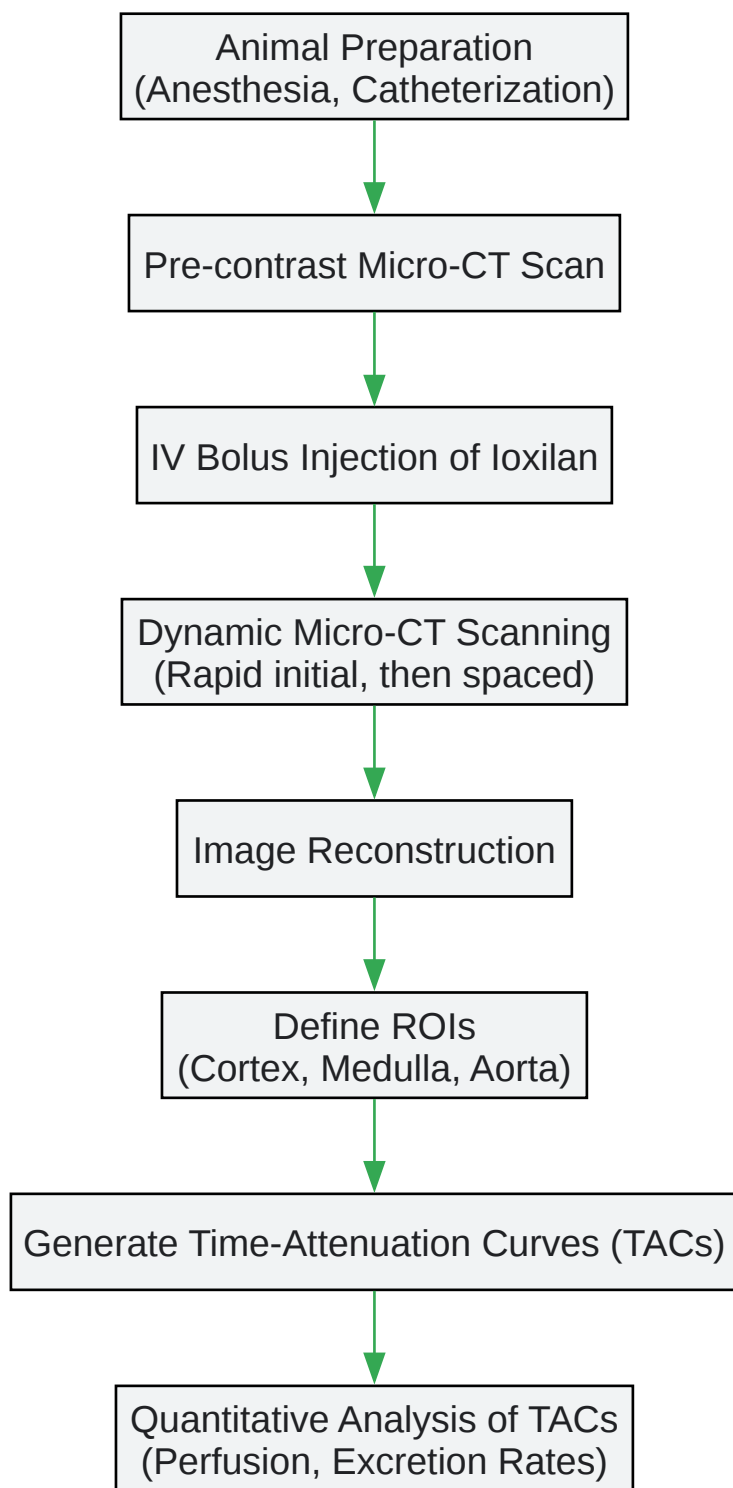 Animal Preparation
(Anesthesia, Catheterization)
Pre-contrast Micro-CT Scan
IV Bolus Injection of Ioxilan
Dynamic Micro-CT Scanning
(Rapid initial, then spaced)
Image Reconstruction
Define ROIs
(Cortex, Medulla, Aorta)
Generate Time-Attenuation Curves (TACs)
Quantitative Analysis of TACs
(Perfusion, Excretion Rates)